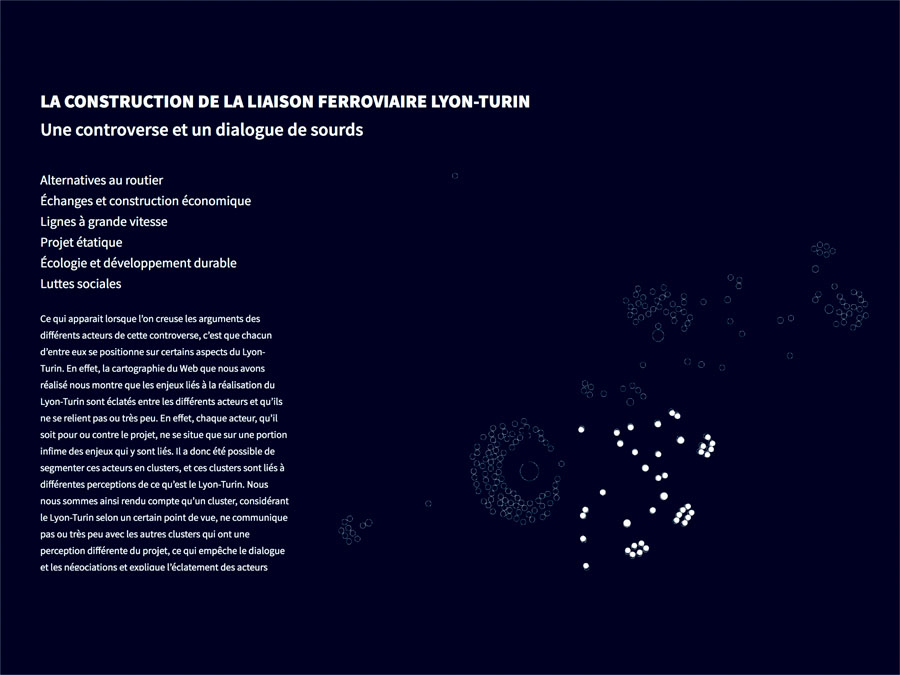 LA CONSTRUCTION DE LA LIAISON FERROVIAIRE LYON-TURIN
Une controverse et un dialogue de sourds
Alternatives au routier
Échanges et construction économique
Lignes à grande vitesse
Projet étatique
Écologie et développement durable
Luttes sociales
Ce qui apparait lorsque l'on creuse les arguments des
différents acteurs de cette controverse, c'est que chacun
d'entre eux se positionne sur certains aspects du Lyon-
Turin. En effet, la cartographie du Web que nous avons
réalisé nous montre que les enjeux liés à la réalisation du
Lyon-Turin sont éclatés entre les différents acteurs et qu'ils
ne se relient pas ou très peu. En effet, chaque acteur, qu'il
soit pour ou contre le projet, ne se situe que sur une portion
infime des enjeux qui y sont liés. Il a donc été possible de
segmenter ces acteurs en clusters, et ces clusters sont liés à
différentes perceptions de ce qu'est le Lyon-Turin. Nous
nous sommes ainsi rendu compte qu'un cluster, considérant
le Lyon-Turin selon un certain point de vue, ne communique
pas ou très peu avec les autres clusters qui ont une
perception différente du projet, ce qui empêche le dialogue
et les négociations et explique l'éclatement des acteurs